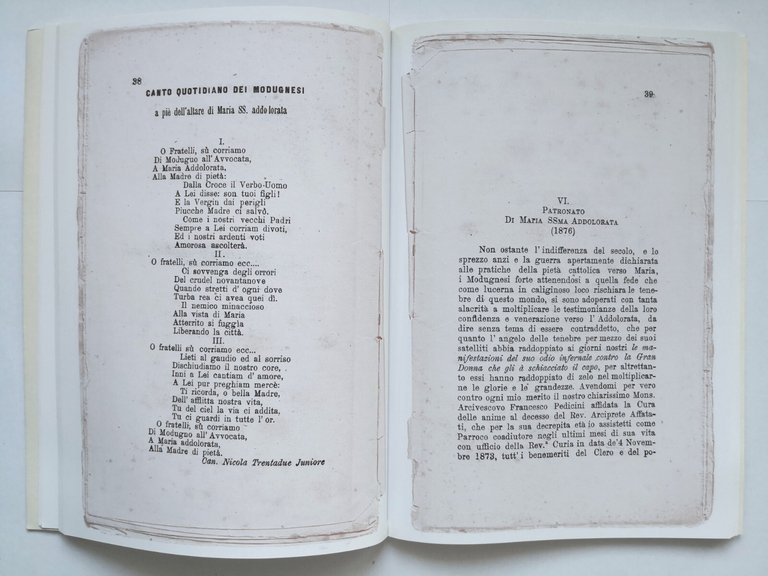 38
CANTO QUOTIDIANO DEI MODUGNESI
a piè dell'altare di Maria SS. addolorata
I.
O Fratelli, sù corriamo
Di Modugno all'Avvocata,
A Maria Addolorata,
Alla Madre di pietà:
Dalla Croce il Verbo-Uomo
A Lei disse: son tuoi figli!
E la Vergin dai perigli
Plucche Madre ci salvò.
Come i nostri vecchi Padri
Sempre a Lei corriam divoti,
Ed i nostri ardenti voti
Amorosa ascolterà.
II.
O fratelli, sù corriamo ecc....
Ci sovvenga degli orrori
Del crudel novantanove
Quando stretti d'ogni dove
Turba rea ci avea quei dì.
Il nemico minaccioso
Alla vista di Maria
Atterrito si fuggia
Liberando la città.
III.
O fratelli sù corriamo ecc...
Lieti al gaudio ed al sorriso
Dischiudiamo il nostro core,
Inni a Lei cantiam d'amore,
A Lei pur preghiam mercè:
Ti ricorda, o bella Madre,
Dell'afflitta nostra vita,
Tu del ciel la via ci addita,
Tu ci guardi in tutte l'or.
O fratelli, sù corriamo
Di Modugno all'Avvocata,
A Maria addolorata,
Alla Madre di pietà.
Can. Nicola Trentadue Juniore
39
VI.
PATRONATO
DI MARIA SSMA ADDOLORATA
(1876)
Non ostante l'indifferenza del secolo, e lo
sprezzo anzi e la guerra apertamente dichiarata
alle pratiche della pietà cattolica verso Maria,
i Modugnesi forte attenendosi a quella fede che
come lucerna in caliginoso loco rischiara le tene-
bre di questo mondo, si sono adoperati con tanta
alacrità a moltiplicare le testimonianze della loro
confidenza e venerazione verso l'Addolorata, da
dire senza tema di essere contraddetto, che per
quanto l'angelo delle tenebre per mezzo dei suoi
satelliti abbia raddoppiato ai giorni nostri le ma-
nifestazioni del suo odio infernale contro la Gran
Donna che gli à schiacciato il capo, per altrettan-
to essi hanno raddoppiato di zelo nel moltiplicar-
ne le glorie e le grandezze. Avendomi per vero
contro ogni mio merito il nostro chiarissimo Mons.
Arcivescovo Francesco Pedicini affidata la Cura
delle anime al decesso del Rev. Arciprete Affata-
ti, che per la sua decrepita età io assistetti come
Parroco coadiutore negli ultimi mesi di sua vita
con ufficio della Rev.ª Curia in data de'4 Novem-
bre 1873, tutt'i benemeriti del Clero e del po-